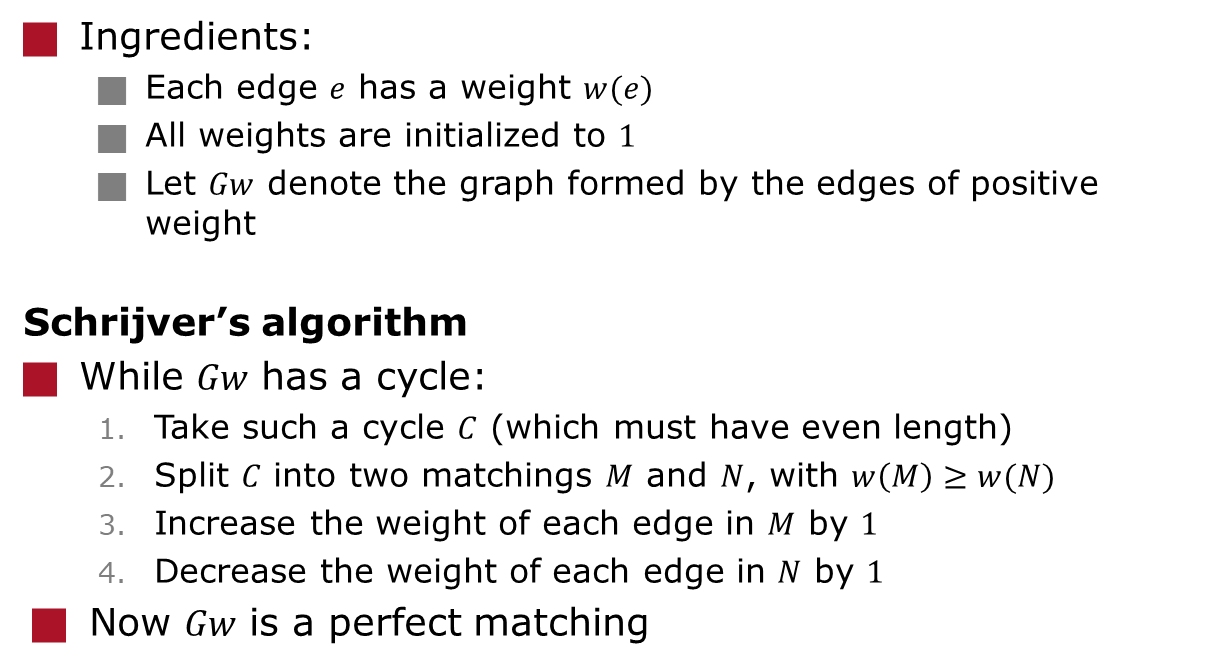 Ingredients:
Each edge e has a weight w(e)
All weights are initialized to 1
Let Gw denote the graph formed by the edges of positive
weight
Schrijver’s algorithm
While Gw has a cycle:
1. Take such a cycle C (which must have even length)
2. Split C into two matchings M and N, with w(M) ≥ w(N)
3. Increase the weight of each edge in M by 1
4. Decrease the weight of each edge in N by 1
Now Gw is a perfect matching